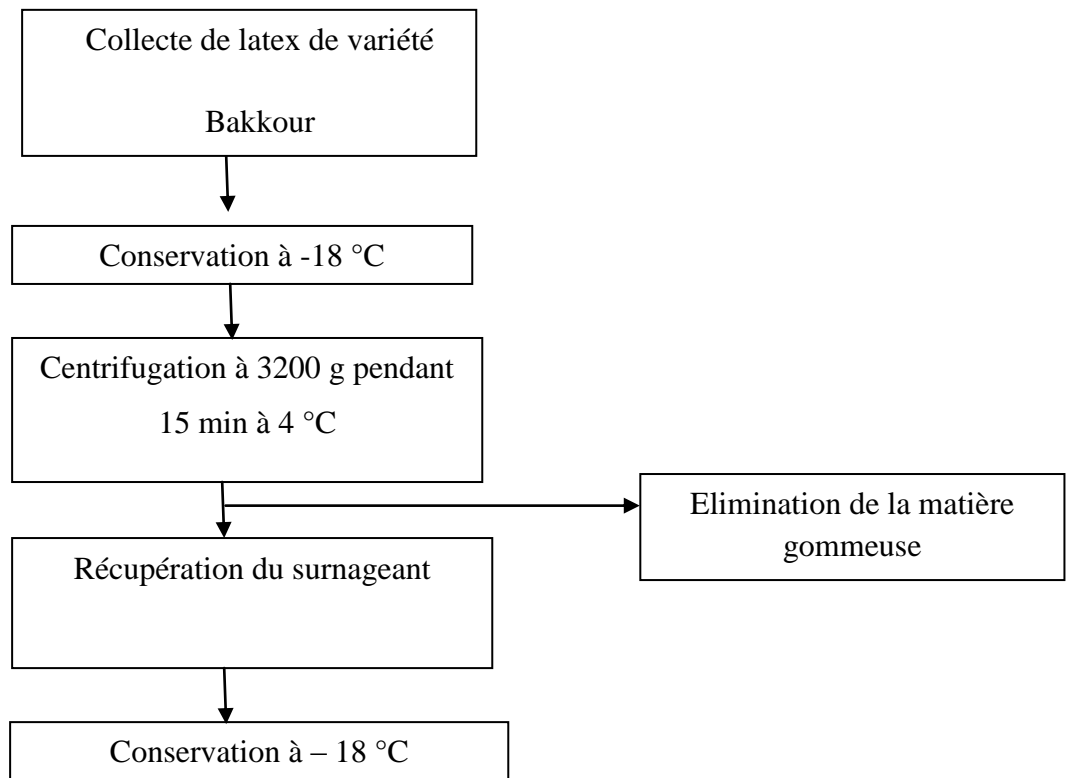 Collecte de latex de variété
Bakkour
Conservation à -18 °C
Centrifugation à 3200 g pendant
15 min à 4 °C
Elimination de la matière
gommeuse
Récupération du surnageant
Conservation à – 18 °C